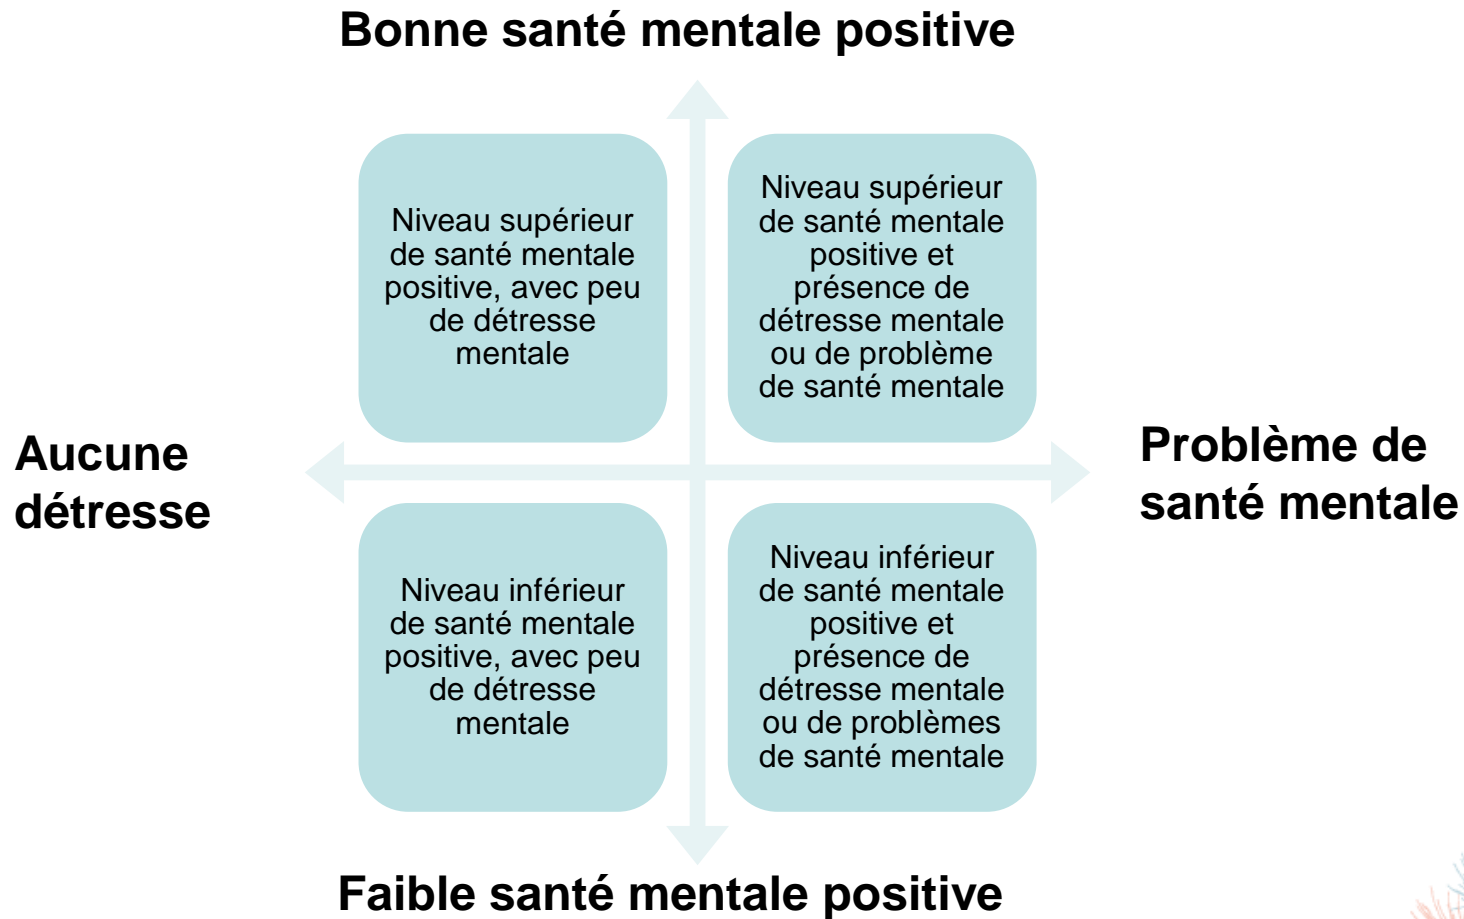 Bonne santé mentale positive
Niveau supérieur
de santé mentale
positive, avec peu
de détresse
mentale
Niveau supérieur
de santé mentale
positive et
présence de
détresse mentale
ou de problème
de santé mentale
Aucune
détresse
Problème de
santé mentale
Niveau inférieur
de santé mentale
positive, avec peu
de détresse
mentale
Niveau inférieur
de santé mentale
positive et
présence de
détresse mentale
ou de problèmes
de santé mentale
Faible santé mentale positive